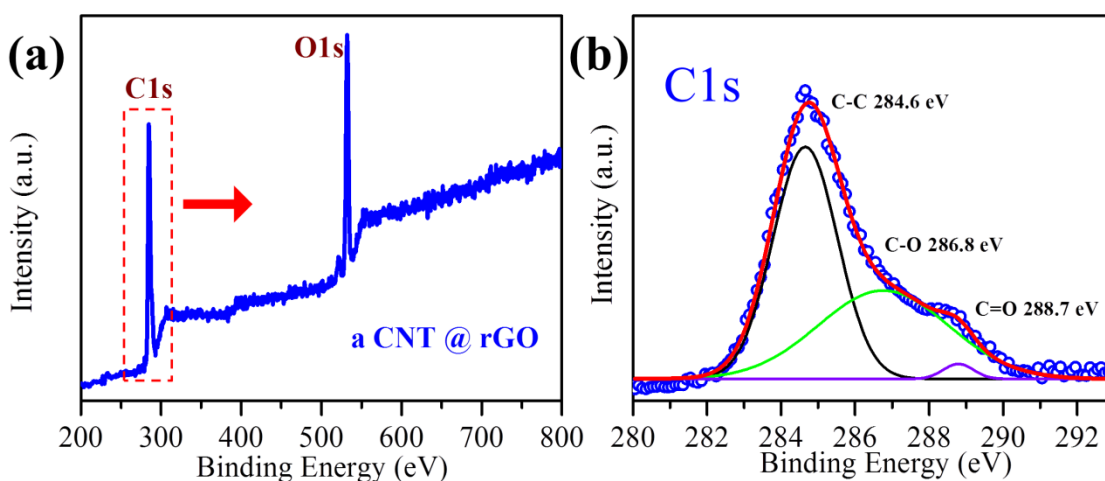 (a)
C1s
O1s
a CNT @ rGO
Intensity (a.u.)
200 300 400 500 600 700 800
Binding Energy (eV)
(b)
C1s
C-C 284.6 eV
C-O 286.8 eV
C=O 288.7 eV
Intensity (a.u.)
280 282 284 286 288 290 292
Binding Energy (eV)